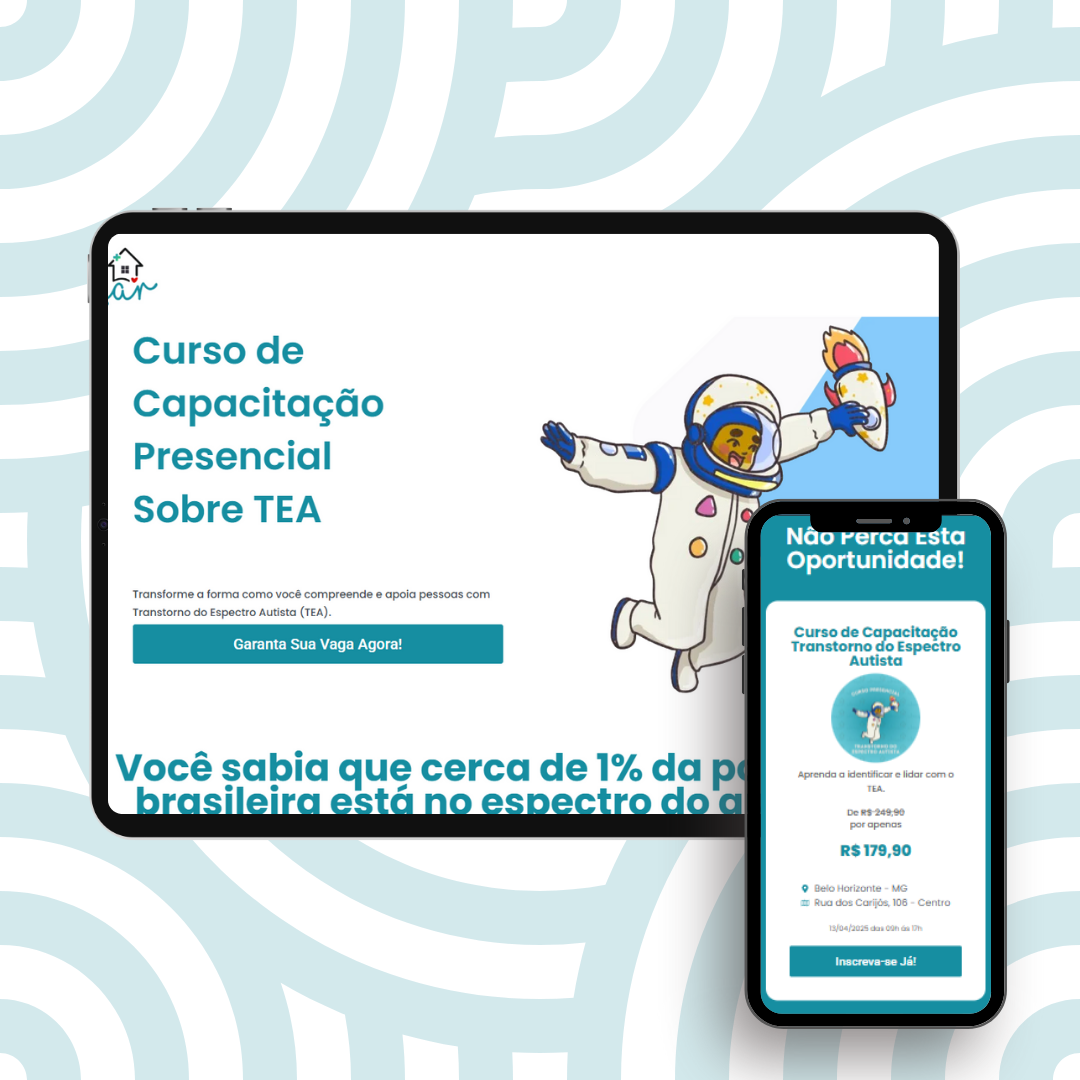 ar
Curso de
Capacitação
Presencial
Sobre TEA
Transforme a forma como você compreende e apoia pessoas com
Transtorno do Espectro Autista (TEA).
Garanta Sua Vaga Agora!
Você sabia que cerca de 1% da
brasileira está no espectro do
Não Perca Esta
Oportunidade!
Curso de Capacitação
Transtorno do Espectro
Autista
CURSO PRESENCIAL
TRANSTORNO DO
ESPECTRO AUTISTA
Aprenda a identificar e lidar com o
TEA.
De R$ 249,90
por apenas
R$ 179,90
Belo Horizonte - MG
Rua dos Carijós, 106 - Centro
13/04/2025 das 09h às 17h
Inscreva-se Já!